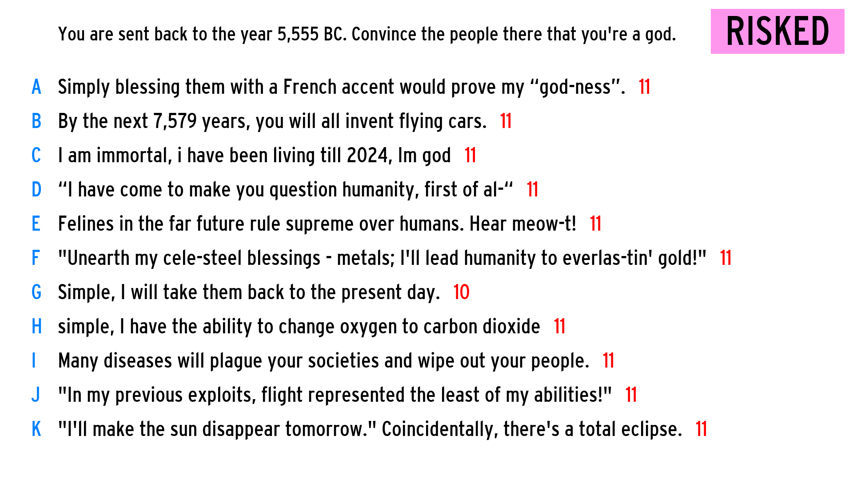 You are sent back to the year 5,555 BC. Convince the people there that you're a god.
RISKED
A Simply blessing them with a French accent would prove my “god-ness”. 11
B By the next 7,579 years, you will all invent flying cars. 11
C I am immortal, i have been living till 2024, Im god 11
D “I have come to make you question humanity, first of al-“ 11
E Felines in the far future rule supreme over humans. Hear meow-t! 11
F "Unearth my cele-steel blessings - metals; I'll lead humanity to everlas-tin' gold!" 11
G Simple, I will take them back to the present day. 10
H simple, I have the ability to change oxygen to carbon dioxide 11
I Many diseases will plague your societies and wipe out your people. 11
J "In my previous exploits, flight represented the least of my abilities!" 11
K "I'll make the sun disappear tomorrow." Coincidentally, there's a total eclipse. 11